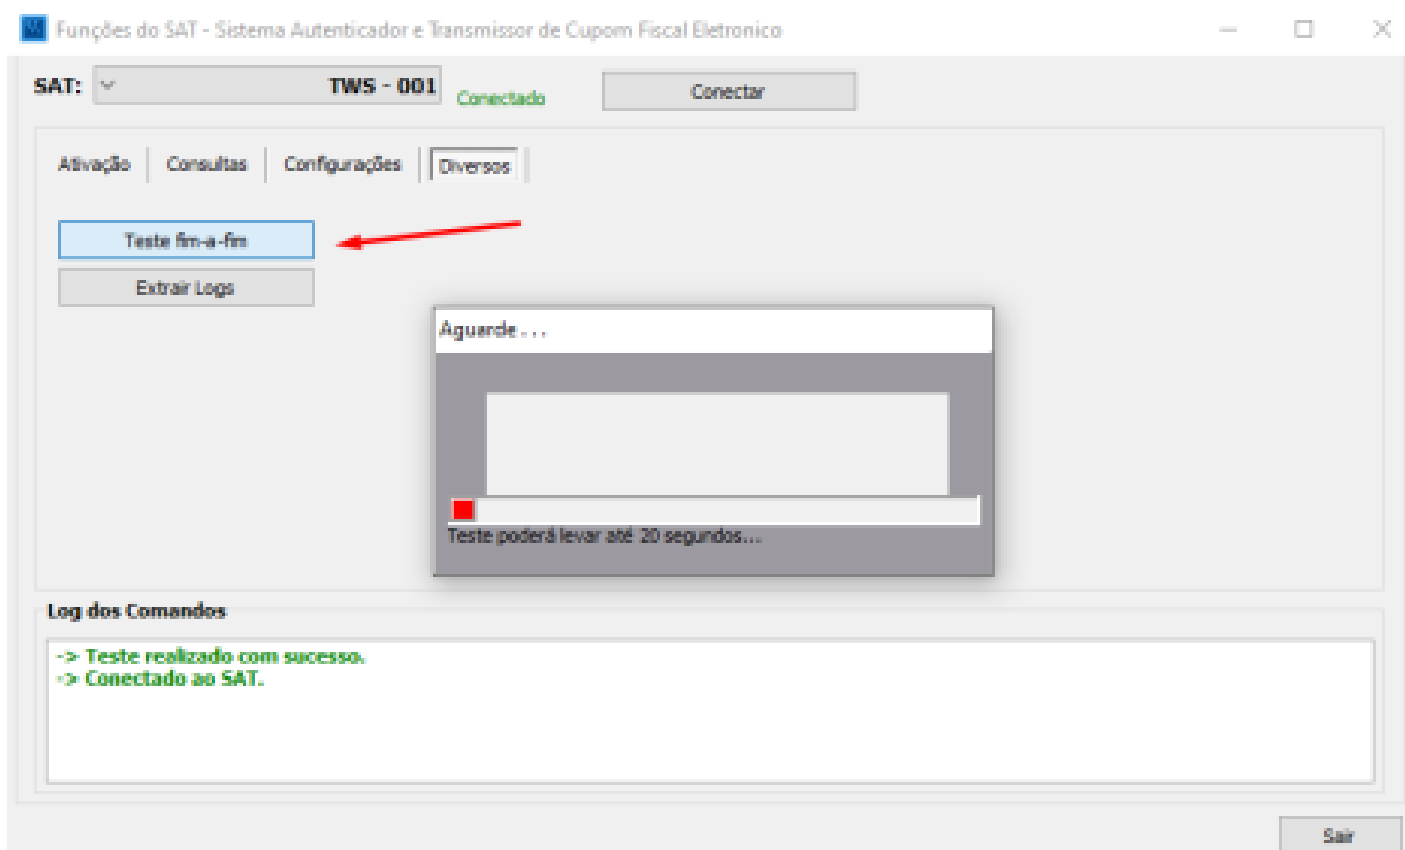 Funções do SAT - Sistema Autenticador e Transmissor de Cupom Fiscal Eletronico
SAT: TWS - 001 Conectado Conectar
Ativação Consultas Configurações Diversos
Teste fim-a-fim
Extrair Logs
Aguarde . . .
Teste poderá levar até 20 segundos...
Log dos Comandos
-> Teste realizado com sucesso.
-> Conectado ao SAT.
Sair